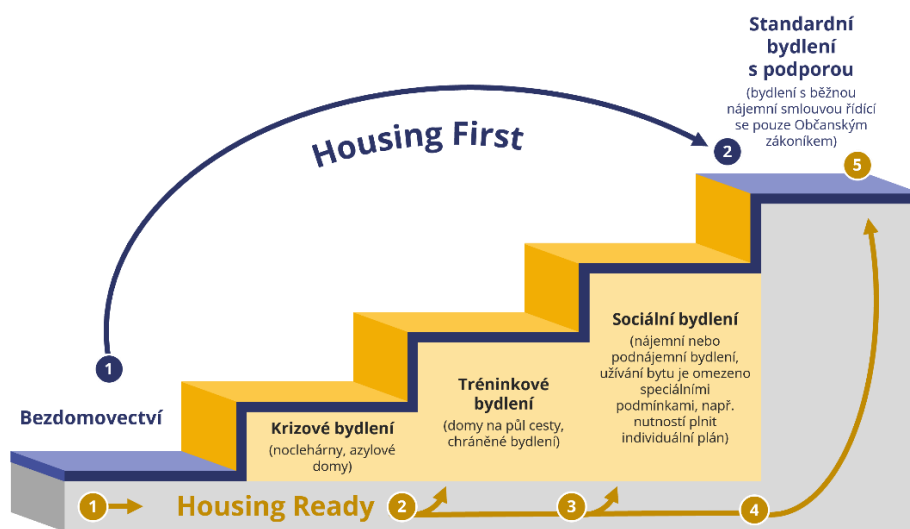 Standardní
bydlení
s podporou
(bydlení s běžnou
nájemní smlouvou řídící
se pouze Občanským
zákoníkem)
Housing First
2
5
1
Bezdomovectví
Sociální bydlení
(nájemní nebo
podnájemní bydlení,
užívání bytu je omezeno
speciálními
podmínkami, např.
nutností plnit
individuální plán)
Tréninkové
bydlení
(domy na půl cesty,
chráněné bydlení)
Krizové bydlení
(noclehárny, azylové
domy)
1
Housing Ready
2
3
4